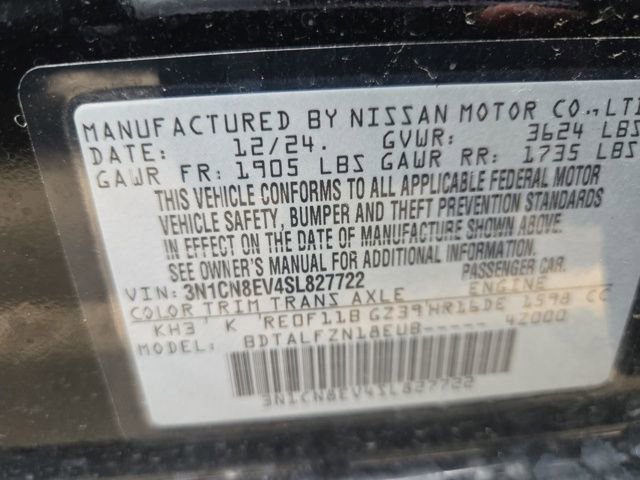 MANUFACTURED BY NISSAN MOTOR CO., LTD
DATE: 12/24. GVWR: 3624 LBS
GAWR FR: 1905 LBS GAWR RR: 1735 LBS
THIS VEHICLE CONFORMS TO ALL APPLICABLE FEDERAL MOTOR
VEHICLE SAFETY, BUMPER AND THEFT PREVENTION STANDARDS
IN EFFECT ON THE DATE OF MANUFACTURE SHOWN ABOVE.
SEE OWNER'S MANUAL FOR ADDITIONAL INFORMATION.
VIN: 3N1CN8EV4SL827722 PASSENGER CAR.
COLOR TRIM TRANS AXLE ENGINE
KH3 K RE0F11B GZ39 HR16DE 1598 CC
MODEL: BDTALFZN18EUB----- 42000
3N1CN8EV4SL827722